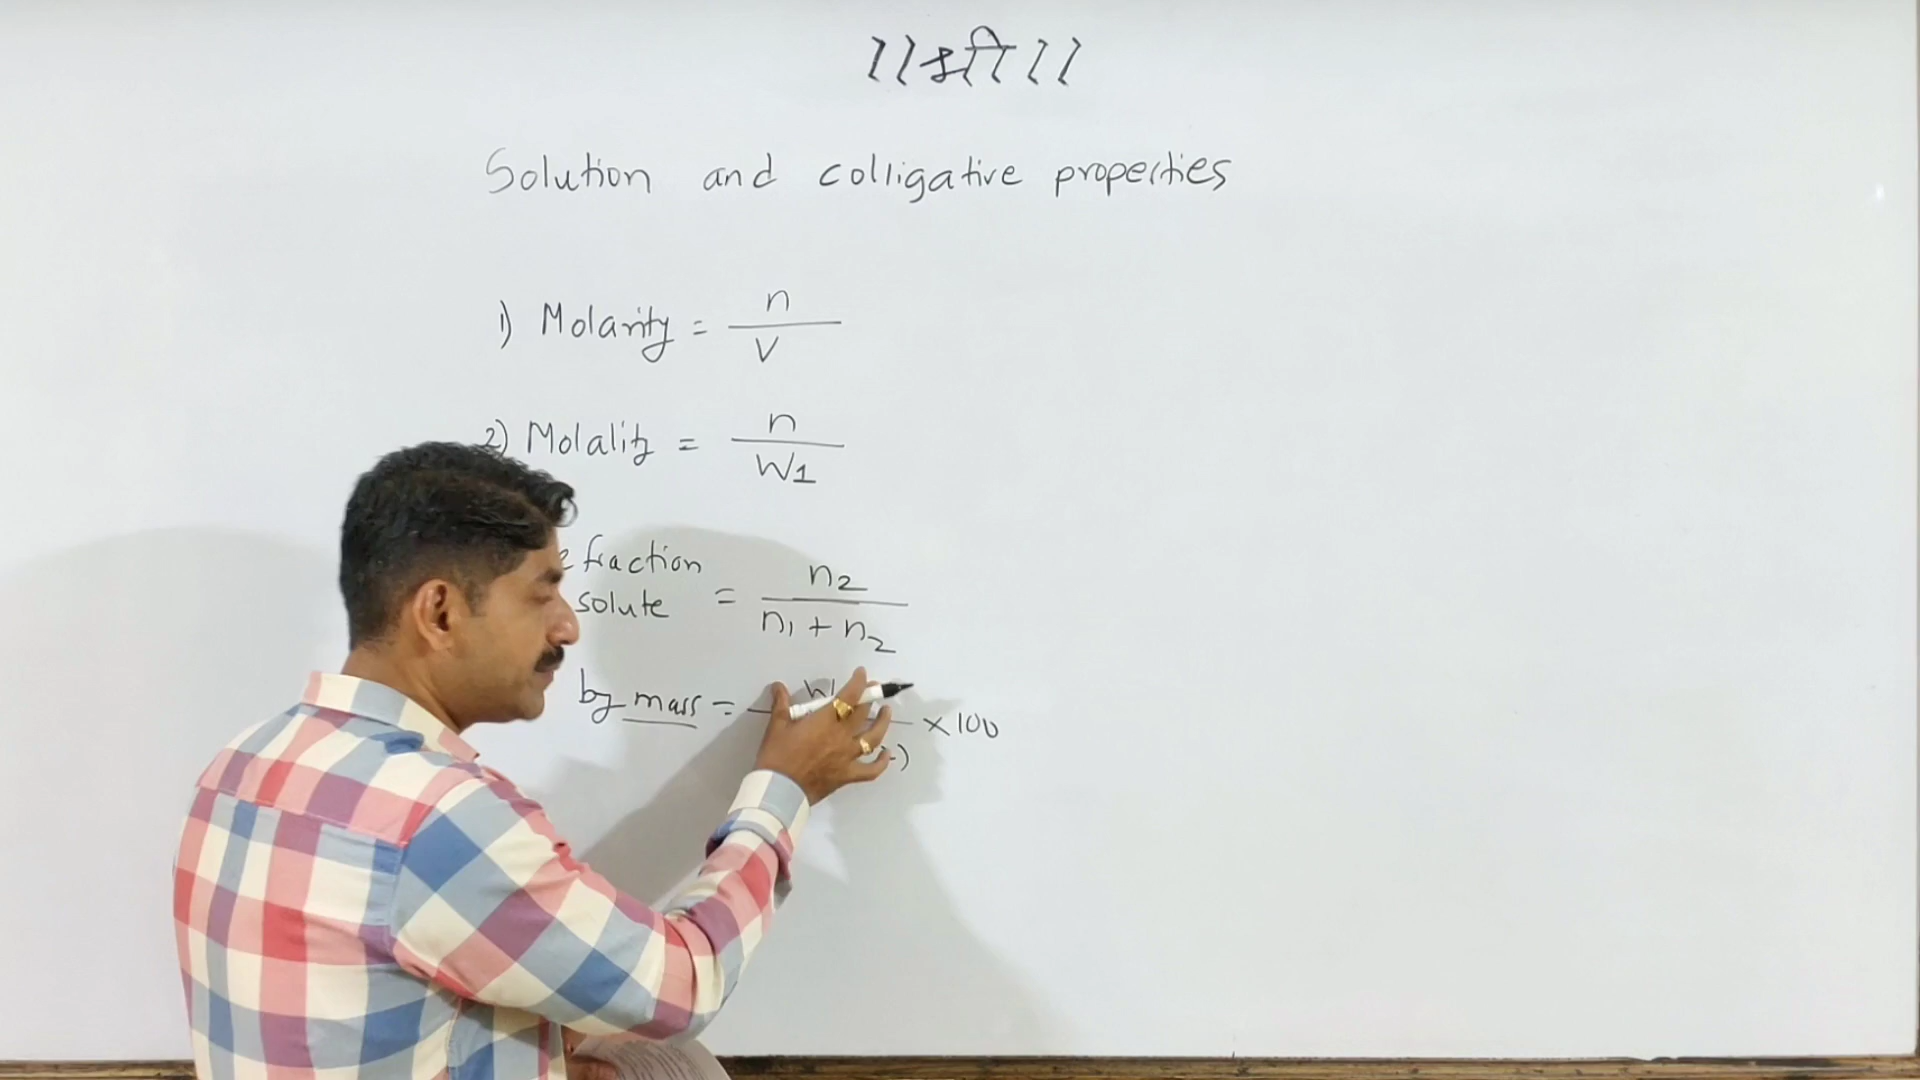 ।।श्री।।
Solution and colligative properties
1) Molarity = n / V
2) Molality = n / W1
fraction solute = n2 / n1 + n2
by mass = W × 100